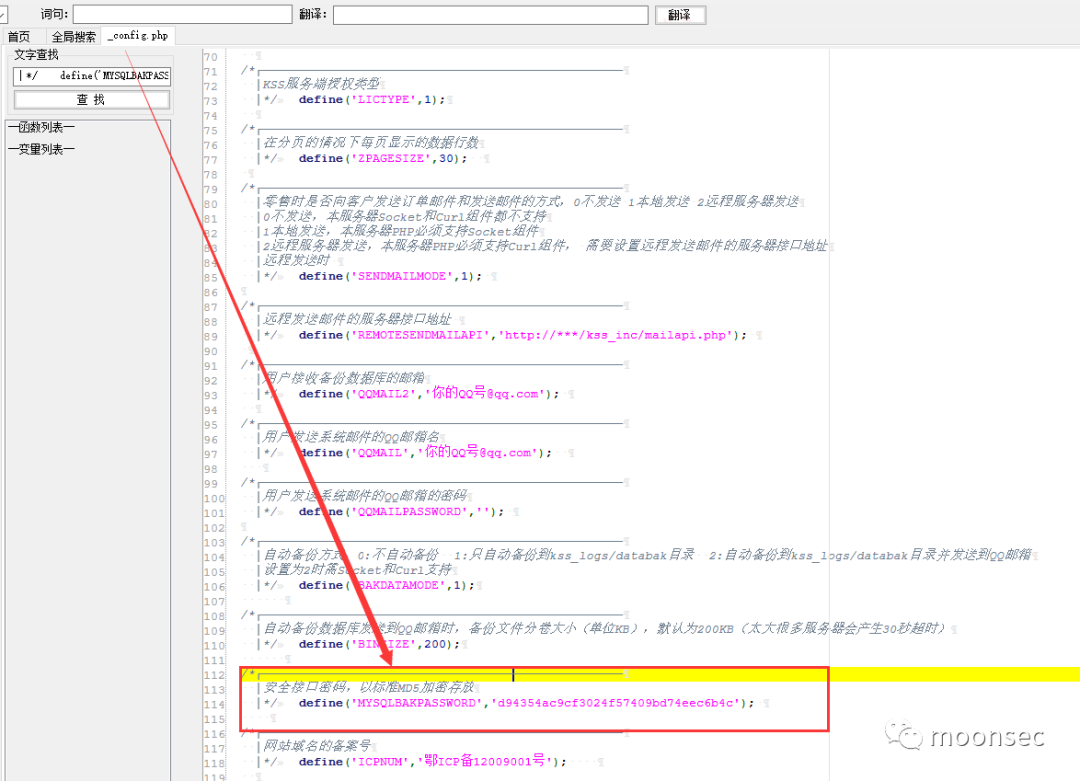 词句:
翻译:
翻译
首页 全局搜索 _config.php
文字查找
|*/ define('MYSQLBAKPASS
查 找
—函数列表—
—变量列表—
70
71 /*
72 |KSS服务端授权类型
73 |*/ define('LICTYPE',1);
74
75 /*
76 |在分页的情况下每页显示的数据行数
77 |*/ define('ZPAGESIZE',30);
78
79 /*
80 |零售时是否向客户发送订单邮件和发送邮件的方式，0不发送 1本地发送 2远程服务器发送
81 |0不发送，本服务器Socket和Curl组件都不支持
82 |1本地发送，本服务器PHP必须支持Socket组件
83 |2远程服务器发送，本服务器PHP必须支持Curl组件， 需要设置远程发送邮件的服务器接口地址
84 |远程发送时
85 |*/ define('SENDMAILMODE',1);
86
87 /*
88 |远程发送邮件的服务器接口地址
89 |*/ define('REMOTESENDMAILAPI','http://***/kss_inc/mailapi.php');
90
91 /*
92 |用户接收备份数据库的邮箱
93 |*/ define('QQMAIL2','你的QQ号@qq.com');
94
95 /*
96 |用户发送系统邮件的QQ邮箱名
97 |*/ define('QQMAIL','你的QQ号@qq.com');
98
99 /*
100 |用户发送系统邮件的QQ邮箱的密码
101 |*/ define('QQMAILPASSWORD','');
102
103 /*
104 |自动备份方式 0:不自动备份 1:只自动备份到kss_logs/databak目录 2:自动备份到kss_logs/databak目录并发送到QQ邮箱
105 |设置为2时需Socket和Curl支持
106 |*/ define('BAKDATAMODE',1);
107
108 /*
109 |自动备份数据库发送到QQ邮箱时，备份文件分卷大小（单位KB），默认为200KB（太大很多服务器会产生30秒超时）
110 |*/ define('BINSIZE',200);
111
112 /*
113 |安全接口密码，以标准MD5加密存放
114 |*/ define('MYSQLBAKPASSWORD','d94354ac9cf3024f57409bd74eec6b4c');
115
116 /*
117 |网站域名的备案号
118 |*/ define('ICPNUM','鄂ICP备12009001号');
119
moonsec